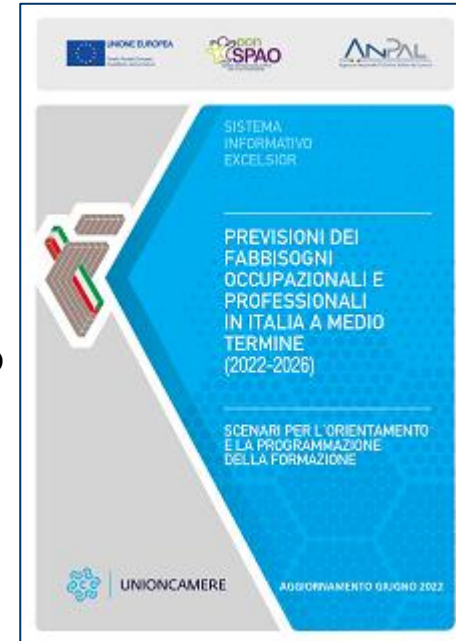 UNIONE EUROPEA
pon
SPAO
ANPAL
SISTEMA
INFORMATIVO
EXCELSIOR
PREVISIONI DEI
FABBISOGNI
OCCUPAZIONALI E
PROFESSIONALI
IN ITALIA A MEDIO
TERMINE
(2022-2026)
SCENARI PER L'ORIENTAMENTO
E LA PROGRAMMAZIONE
DELLA FORMAZIONE
UNIONCAMERE
AGGIORNAMENTO GIUGNO 2022